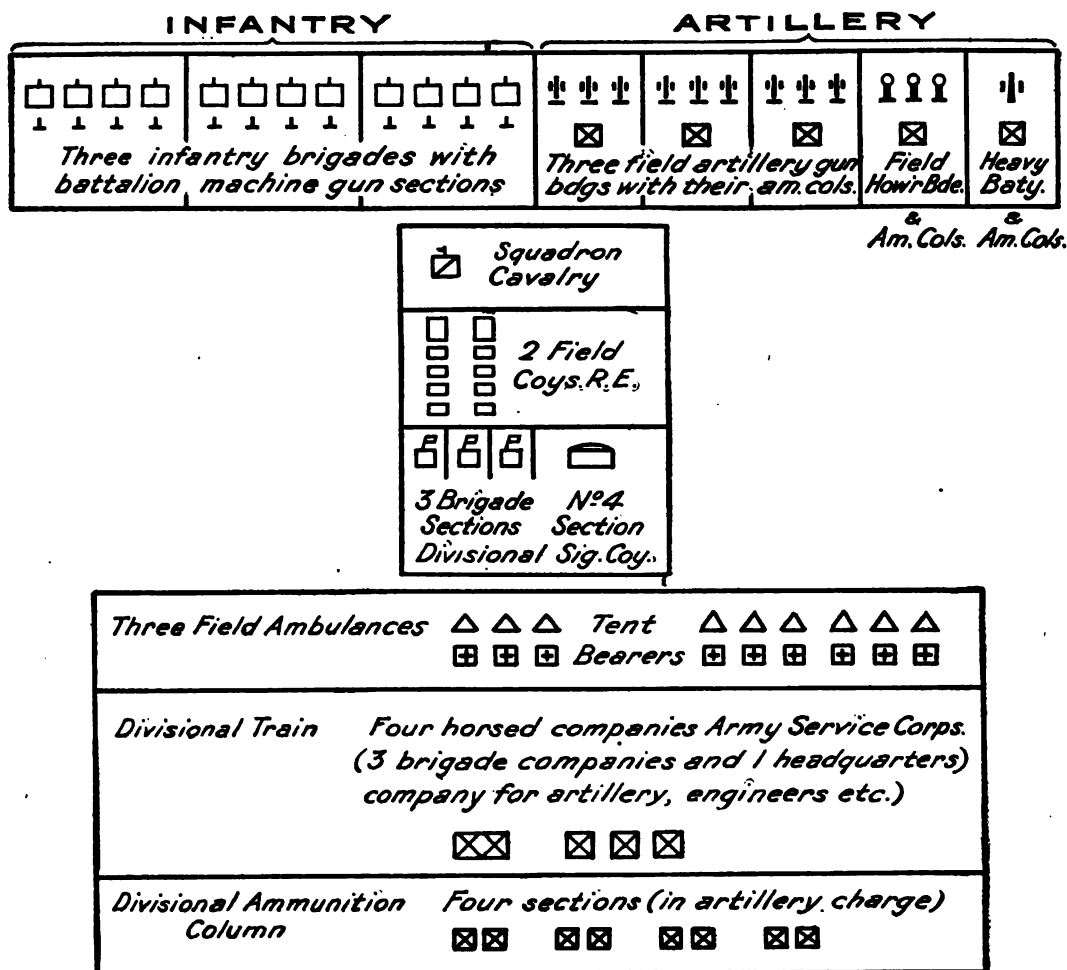 INFANTRY
ARTILLERY
Three infantry brigades with
battalion machine gun sections
Three field artillery gun
bdgs with their am.cols.
Field
How'r Bde.
&
Am. Cols.
Heavy
Baty.
&
Am. Cols.
Squadron
Cavalry
2 Field
Coys. R.E.
3 Brigade
Sections
Nº4
Section
Divisional Sig. Coy.
Three Field Ambulances
Tent
Bearers
Divisional Train
Four horsed companies Army Service Corps.
(3 brigade companies and 1 headquarters)
company for artillery, engineers etc.)
Divisional Ammunition
Column
Four sections (in artillery charge)